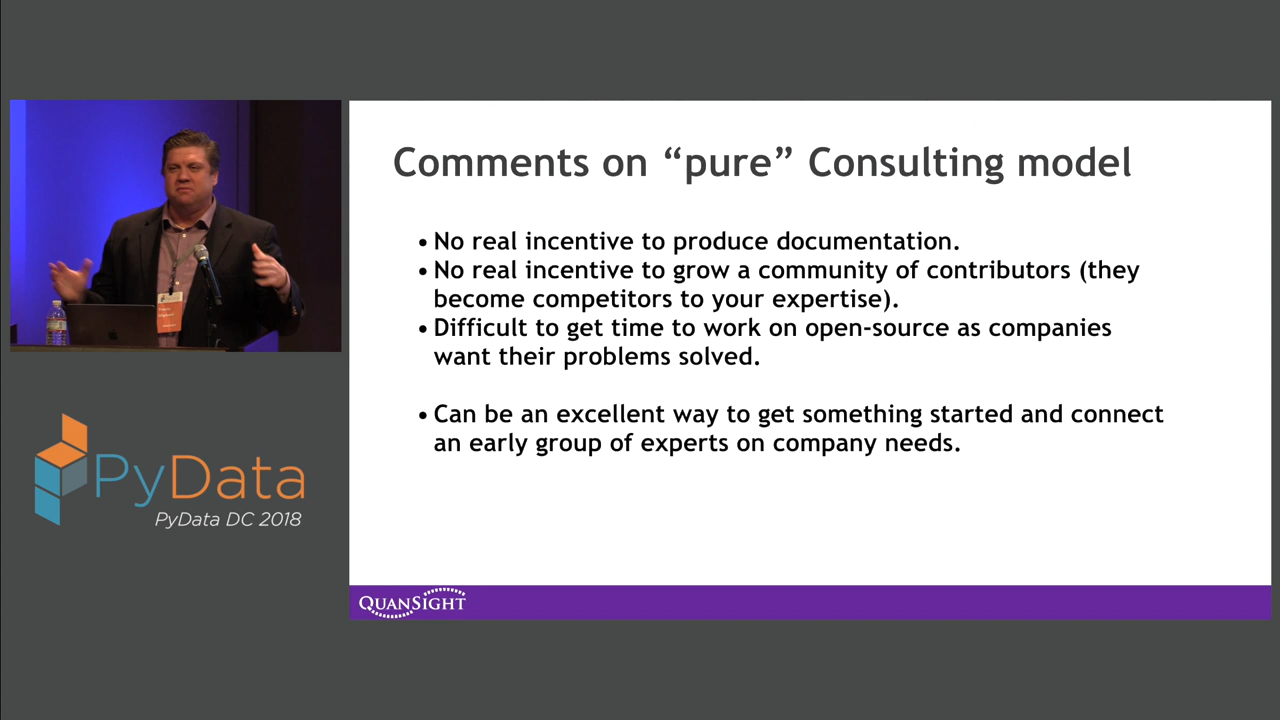 Comments on “pure” Consulting model
• No real incentive to produce documentation.
• No real incentive to grow a community of contributors (they
become competitors to your expertise).
• Difficult to get time to work on open-source as companies
want their problems solved.
• Can be an excellent way to get something started and connect
an early group of experts on company needs.
PyData
PyData DC 2018
QUANSIGHT